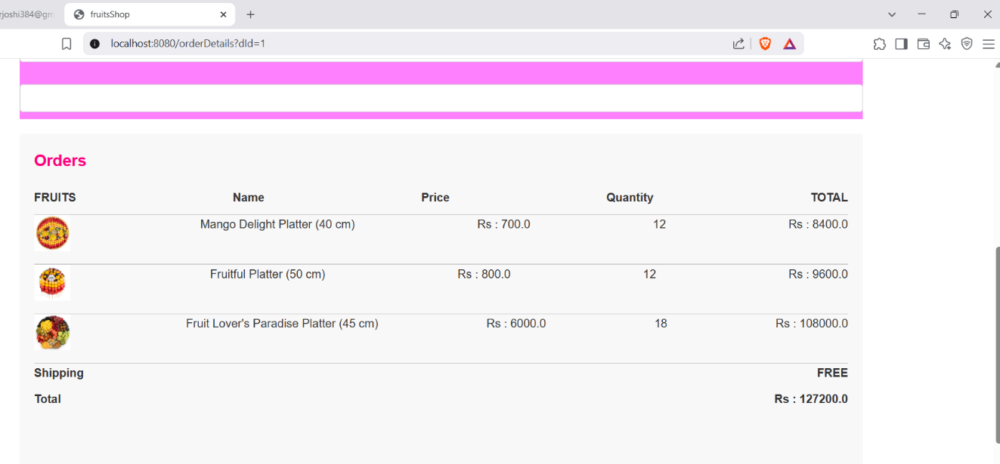 rjoshi384@gm
fruitsShop
localhost:8080/orderDetails?dId=1
Orders
FRUITS Name Price Quantity TOTAL
Mango Delight Platter (40 cm) Rs : 700.0 12 Rs : 8400.0
Fruitful Platter (50 cm) Rs : 800.0 12 Rs : 9600.0
Fruit Lover's Paradise Platter (45 cm) Rs : 6000.0 18 Rs : 108000.0
Shipping FREE
Total Rs : 127200.0